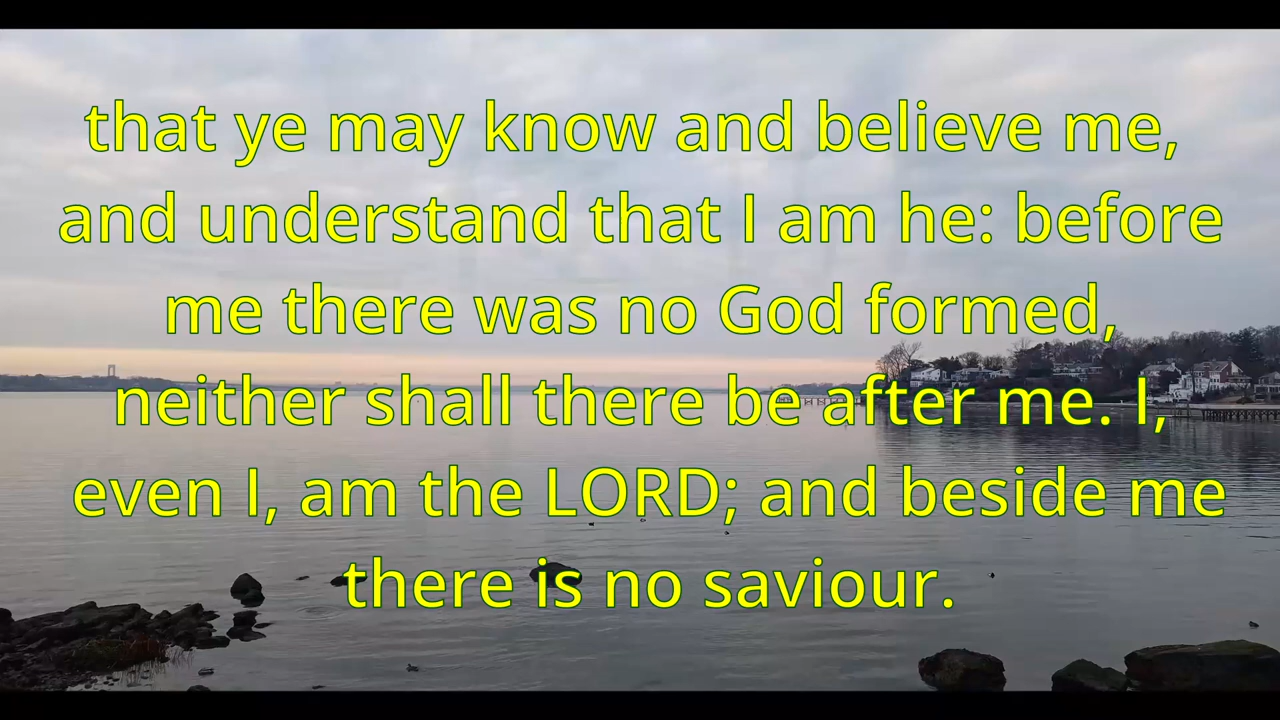 that ye may know and believe me,
and understand that I am he: before
me there was no God formed,
neither shall there be after me. I,
even I, am the LORD; and beside me
there is no saviour.